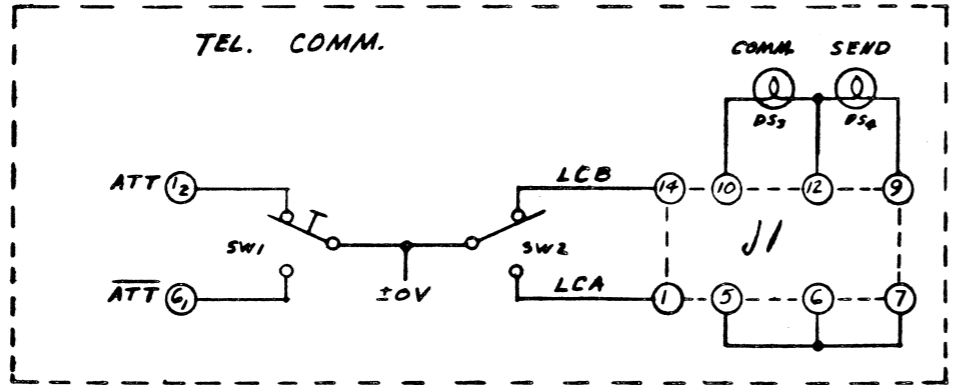 TEL. COMM.
COMM. SEND
DS3 DS4
ATT 12
LCB 14 10 12 9
SW1 SW2 J1
±0V
ATT 61
LCA 1 5 6 7